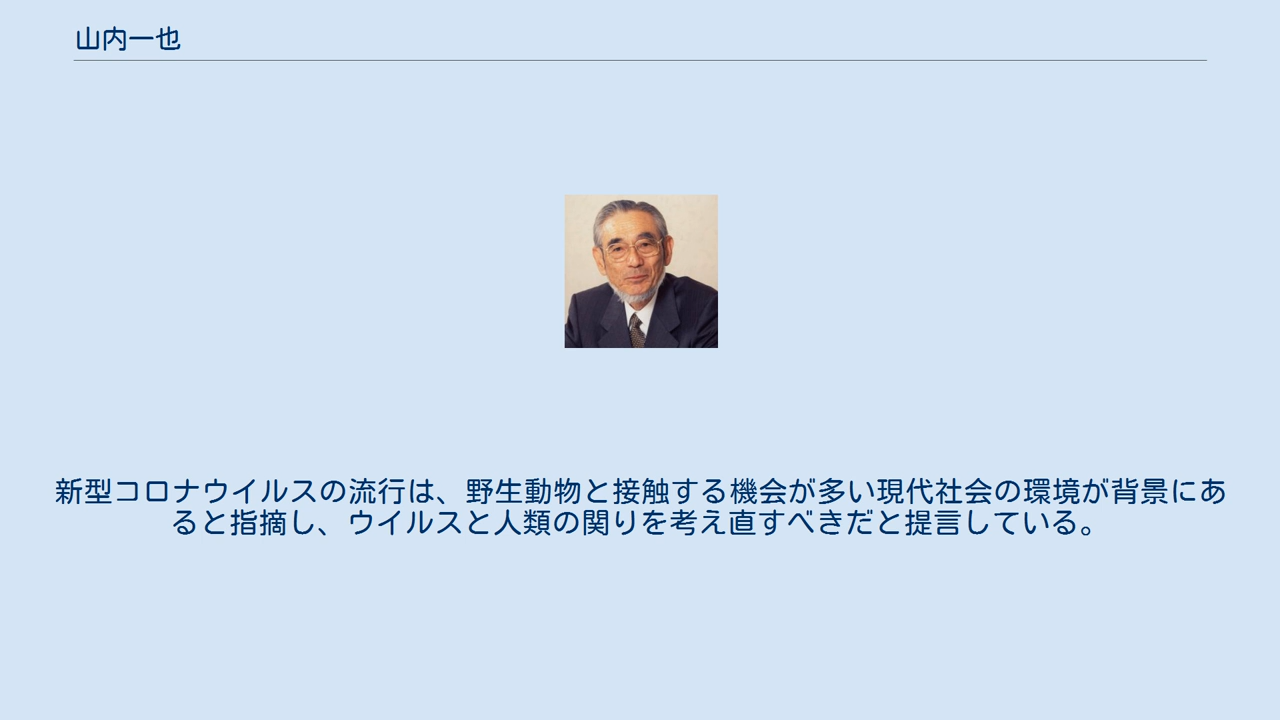 山内一也
新型コロナウイルスの流行は、野生動物と接触する機会が多い現代社会の環境が背景にあ
ると指摘し、ウイルスと人類の関りを考え直すべきだと提言している。